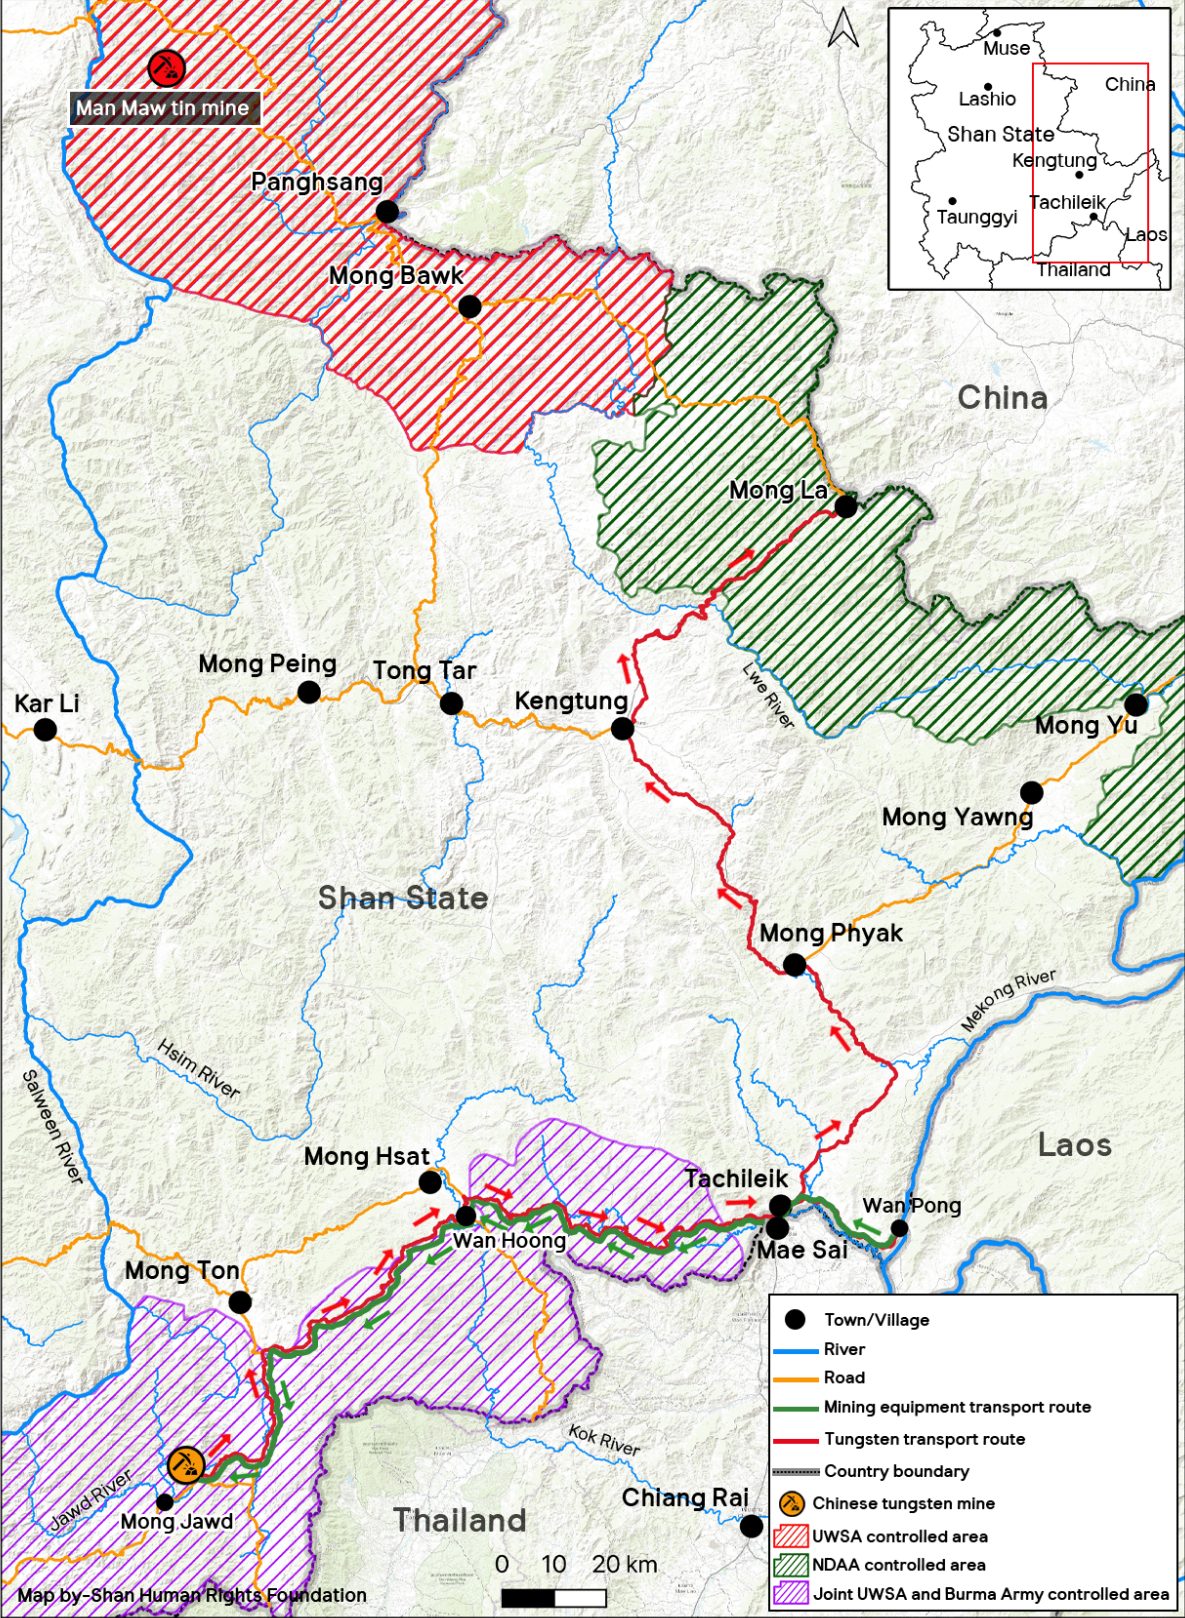 Muse
China
Lashio
Shan State
Kengtung
Tachileik
Taunggyi
Laos
Thailand
Man Maw tin mine
Panghsang
Mong Bawk
China
Mong La
Mong Peing
Tong Tar
Kar Li
Kengtung
Lwe River
Mong Yu
Mong Yawng
Shan State
Mong Phyak
Mekong River
Hsim River
Salween River
Laos
Mong Hsat
Tachileik
Wan Pong
Wan Hoong
Mae Sai
Mong Ton
Kok River
Jawd River
Mong Jawd
Chiang Rai
Thailand
0 10 20 km
Map by-Shan Human Rights Foundation
Town/Village
River
Road
Mining equipment transport route
Tungsten transport route
Country boundary
Chinese tungsten mine
UWSA controlled area
NDAA controlled area
Joint UWSA and Burma Army controlled area